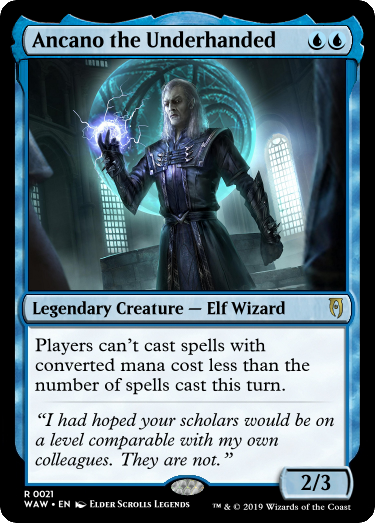 Ancano the Underhanded
Legendary Creature — Elf Wizard
Players can't cast spells with
converted mana cost less than the
number of spells cast this turn.
“I had hoped your scholars would be on
a level comparable with my own
colleagues. They are not.”
2/3
R 0021
WAW • EN Elder Scrolls Legends
™ & © 2019 Wizards of the Coast